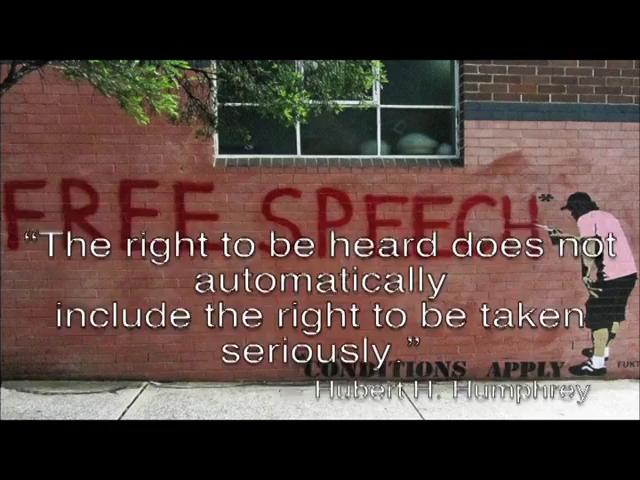 FREE SPEECH*
“The right to be heard does not
automatically
include the right to be taken
seriously.”
CONDITIONS APPLY
Hubert H. Humphrey